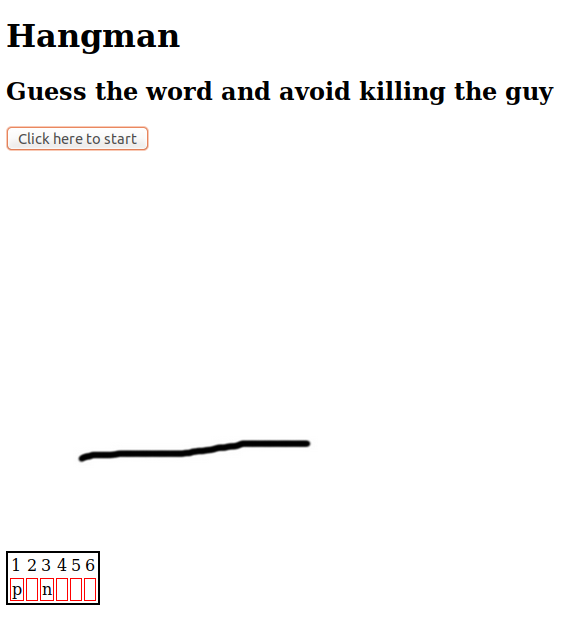 Hangman
Guess the word and avoid killing the guy
Click here to start
1 2 3 4 5 6
p n